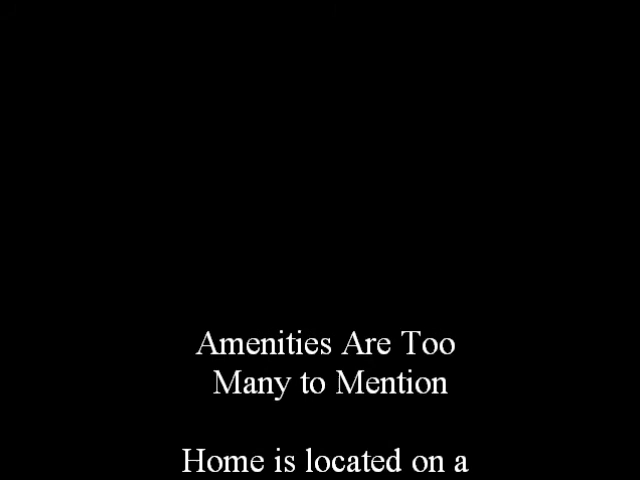 Amenities Are Too
Many to Mention
Home is located on a